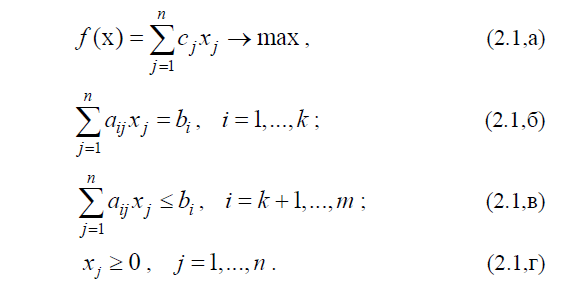 f(x) = ∑_{j=1}^{n} c_j x_j → max , (2.1,а)
∑_{j=1}^{n} a_{ij} x_j = b_i , i = 1,...,k ; (2.1,б)
∑_{j=1}^{n} a_{ij} x_j ≤ b_i , i = k + 1,...,m ; (2.1,в)
x_j ≥ 0 , j = 1,...,n . (2.1,г)